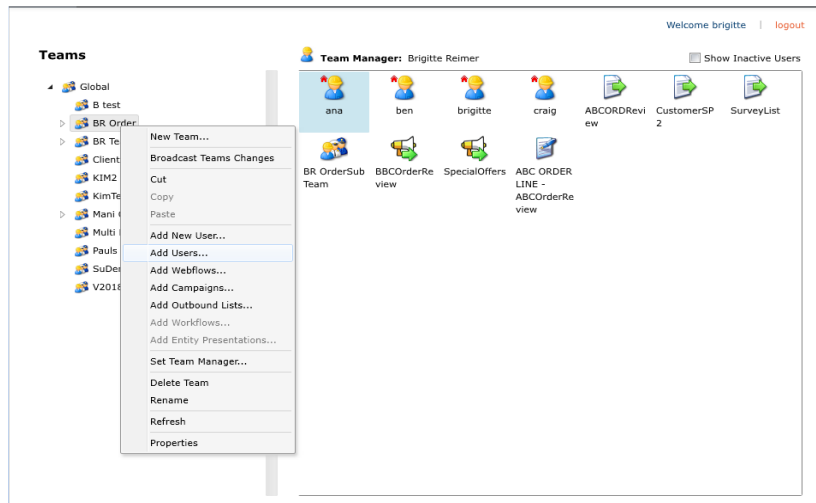 Welcome brigitte | logout
Teams
Team Manager: Brigitte Reimer
Show Inactive Users
Global
B test
BR Order
BR Te
Client
KIM2
KimTe
Mani
Multi
Pauls
SuDer
V2018
New Team...
Broadcast Teams Changes
Cut
Copy
Paste
Add New User...
Add Users...
Add Webflows...
Add Campaigns...
Add Outbound Lists...
Add Workflows...
Add Entity Presentations...
Set Team Manager...
Delete Team
Rename
Refresh
Properties
ana
ben
brigitte
craig
ABCORDRevi
ew
CustomerSP
2
SurveyList
BR OrderSub
Team
BBCOrderRe
view
SpecialOffers
ABC ORDER
LINE -
ABCOrderRe
view